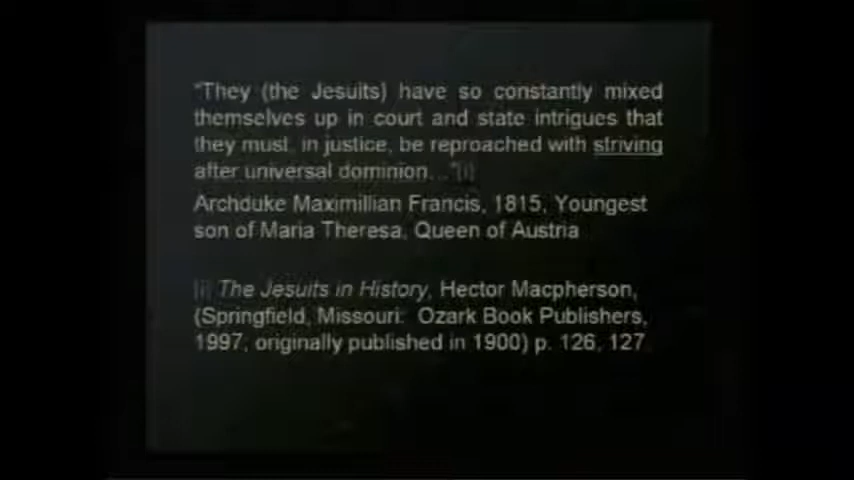 "They (the Jesuits) have so constantly mixed
themselves up in court and state intrigues that
they must, in justice, be reproached with striving
after universal dominion..."[i]
Archduke Maximillian Francis, 1815, Youngest
son of Maria Theresa, Queen of Austria
[i] The Jesuits in History, Hector Macpherson,
(Springfield, Missouri: Ozark Book Publishers,
1997, originally published in 1900) p. 126, 127